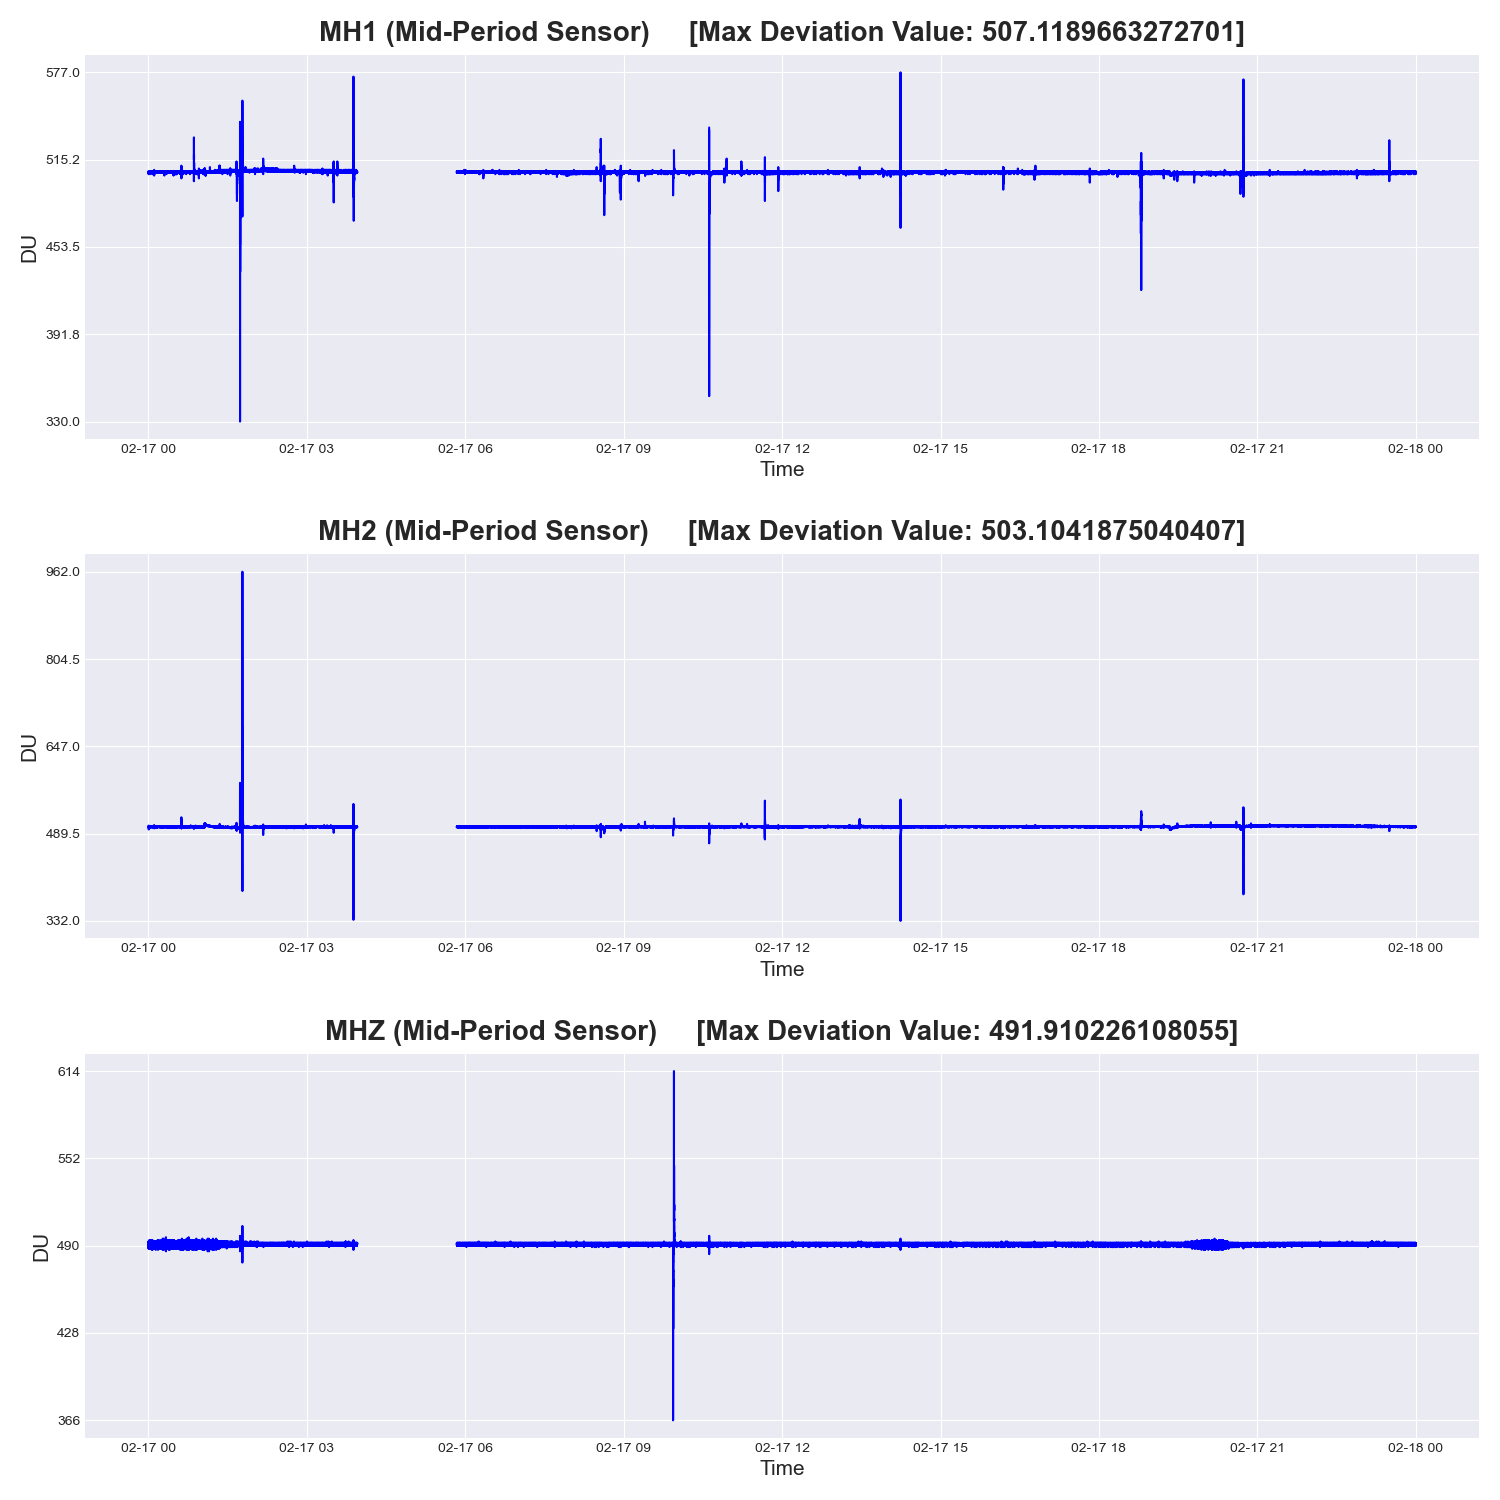 MH1 (Mid-Period Sensor) [Max Deviation Value: 507.1189663272701]
577.0
515.2
453.5
391.8
330.0
DU
02-17 00 02-17 03 02-17 06 02-17 09 02-17 12 02-17 15 02-17 18 02-17 21 02-18 00
Time
MH2 (Mid-Period Sensor) [Max Deviation Value: 503.1041875040407]
962.0
804.5
647.0
489.5
332.0
DU
02-17 00 02-17 03 02-17 06 02-17 09 02-17 12 02-17 15 02-17 18 02-17 21 02-18 00
Time
MHZ (Mid-Period Sensor) [Max Deviation Value: 491.910226108055]
614
552
490
428
366
DU
02-17 00 02-17 03 02-17 06 02-17 09 02-17 12 02-17 15 02-17 18 02-17 21 02-18 00
Time